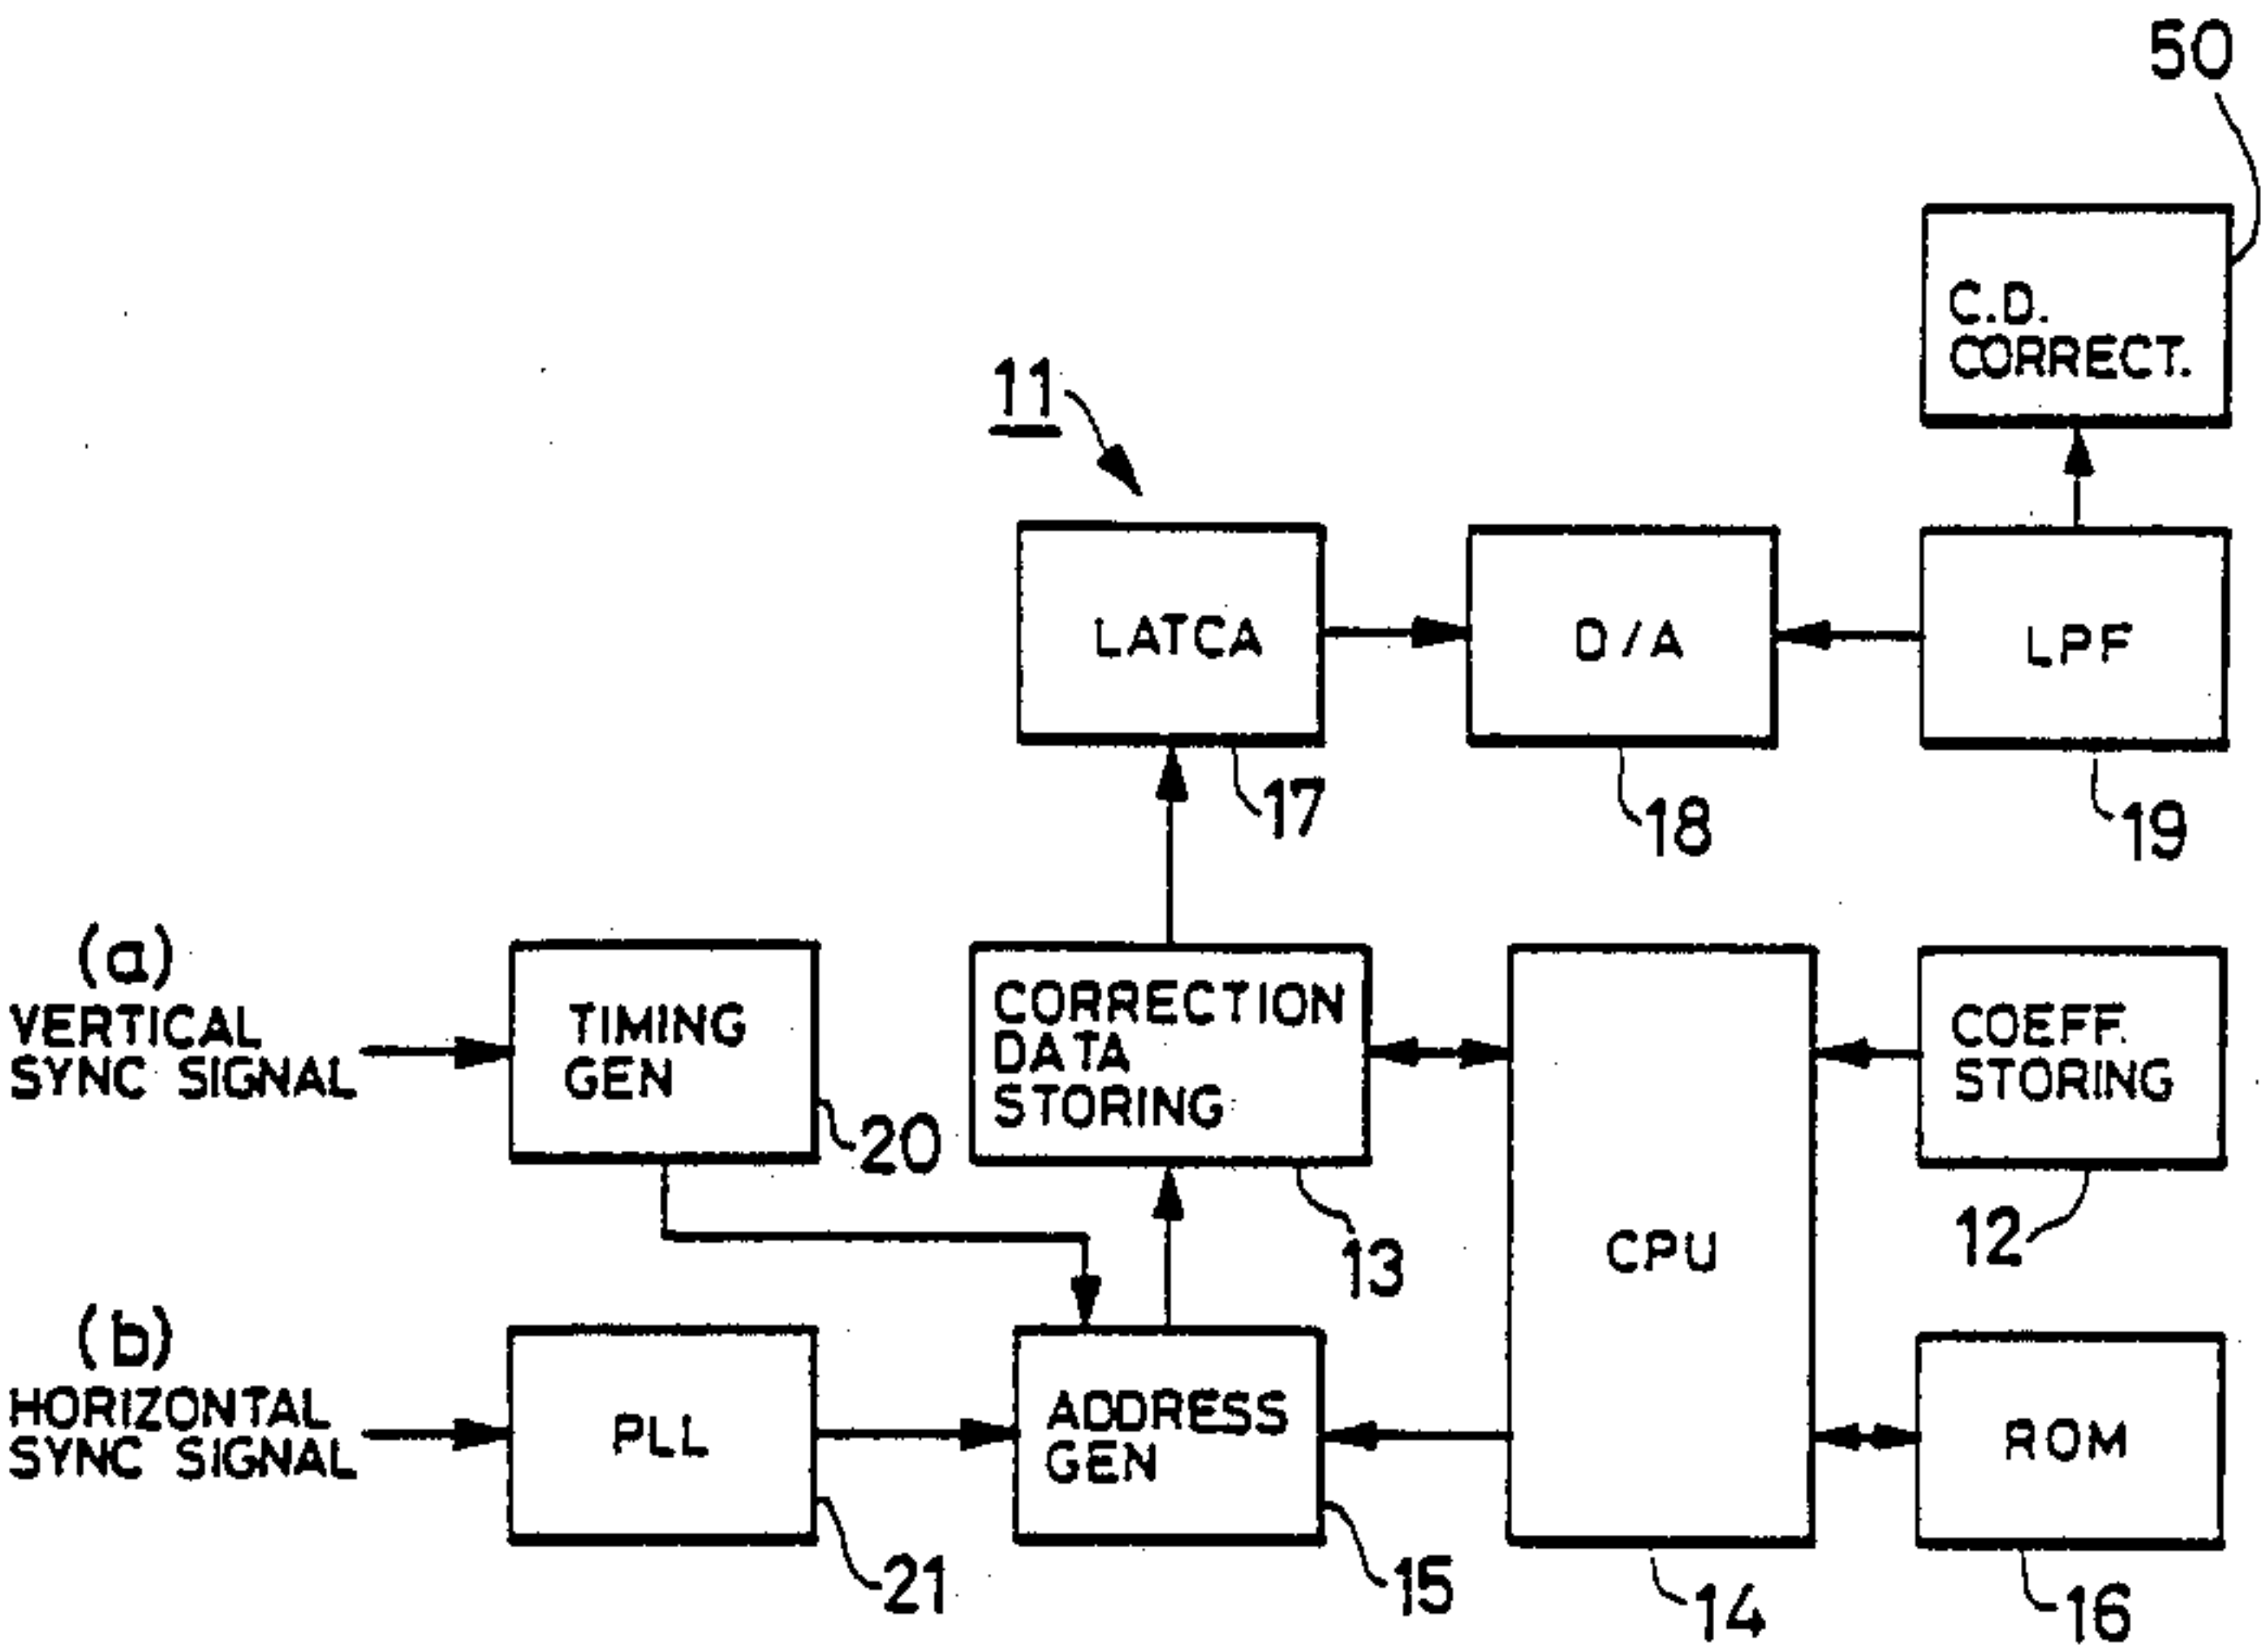 50
C.D.
CORRECT.
11
LATCA
D/A
LPF
17
18
19
(a)
VERTICAL
SYNC SIGNAL
TIMING
GEN
20
CORRECTION
DATA
STORING
13
CPU
COEFF.
STORING
12
(b)
HORIZONTAL
SYNC SIGNAL
PLL
21
ADDRESS
GEN
15
14
ROM
16